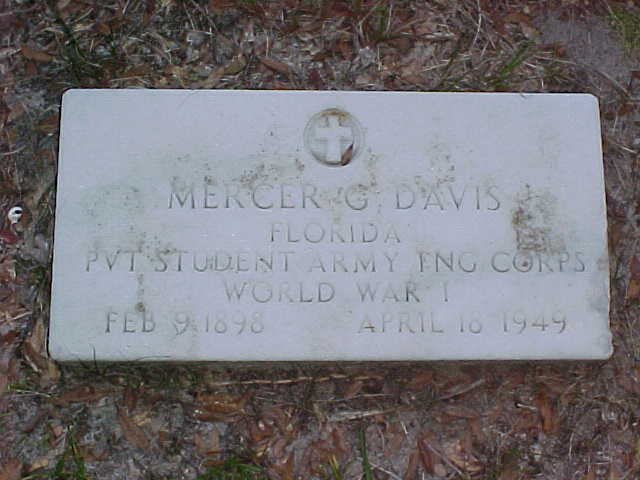 MERCER G DAVIS
FLORIDA
PVT STUDENT ARMY TNG CORPS
WORLD WAR I
FEB 9 1898 APRIL 18 1949